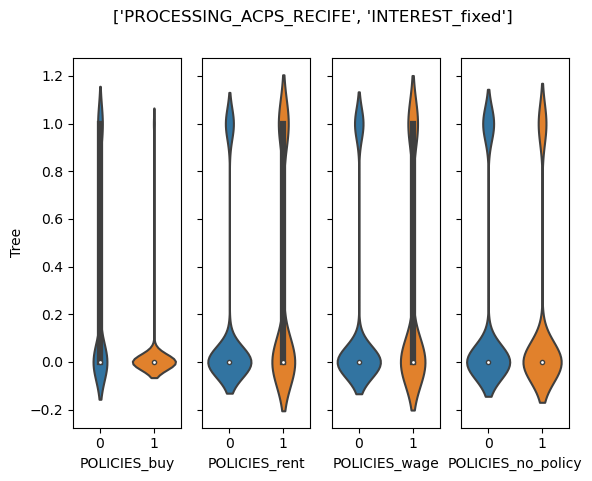 ['PROCESSING_ACPS_RECIFE', 'INTEREST_fixed']
Tree
1.2
1.0
0.8
0.6
0.4
0.2
0.0
−0.2
0 1
POLICIES_buy
0 1
POLICIES_rent
0 1
POLICIES_wage
0 1
POLICIES_no_policy